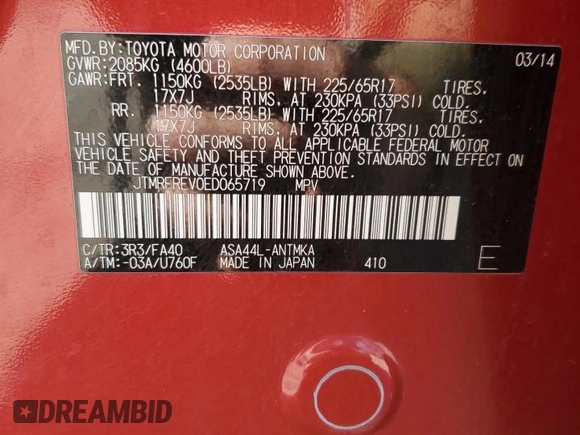 MFD.BY:TOYOTA MOTOR CORPORATION 03/14
GVWR:2085KG (4600LB)
GAWR:FRT. 1150KG (2535LB) WITH 225/65R17 TIRES.
17X7J RIMS. AT 230KPA (33PSI) COLD.
RR. 1150KG (2535LB) WITH 225/65R17 TIRES.
17X7J RIMS. AT 230KPA (33PSI) COLD.
THIS VEHICLE CONFORMS TO ALL APPLICABLE FEDERAL MOTOR
VEHICLE SAFETY AND THEFT PREVENTION STANDARDS IN EFFECT ON
THE DATE OF MANUFACTURE SHOWN ABOVE.
JTMRFREV0ED065719 MPV
C/TR:3R3/FA40 ASA44L-ANTMKA
A/TM:-03A/U760F MADE IN JAPAN 410 E
DREAMBID